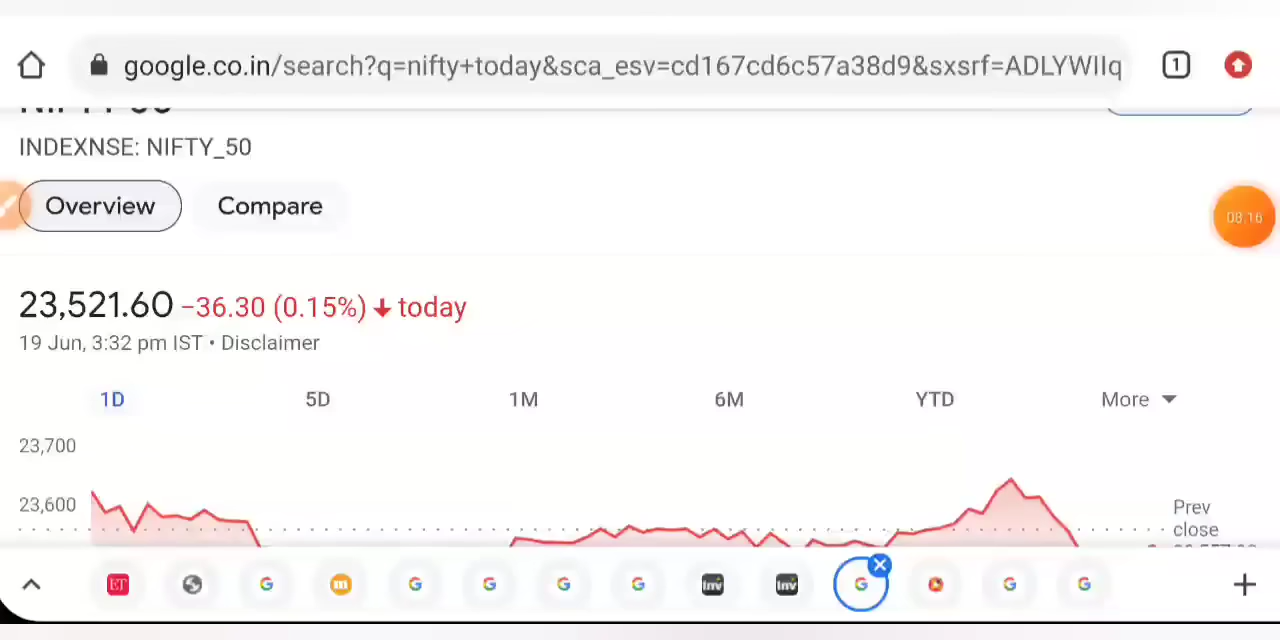 google.co.in/search?q=nifty+today&sca_esv=cd167cd6c57a38d9&sxsrf=ADLYWIIq
1
INDEXNSE: NIFTY_50
Overview
Compare
08:16
23,521.60 −36.30 (0.15%) ↓ today
19 Jun, 3:32 pm IST • Disclaimer
1D 5D 1M 6M YTD More
23,700
23,600
Prev
close
ET
m
Inv
Inv